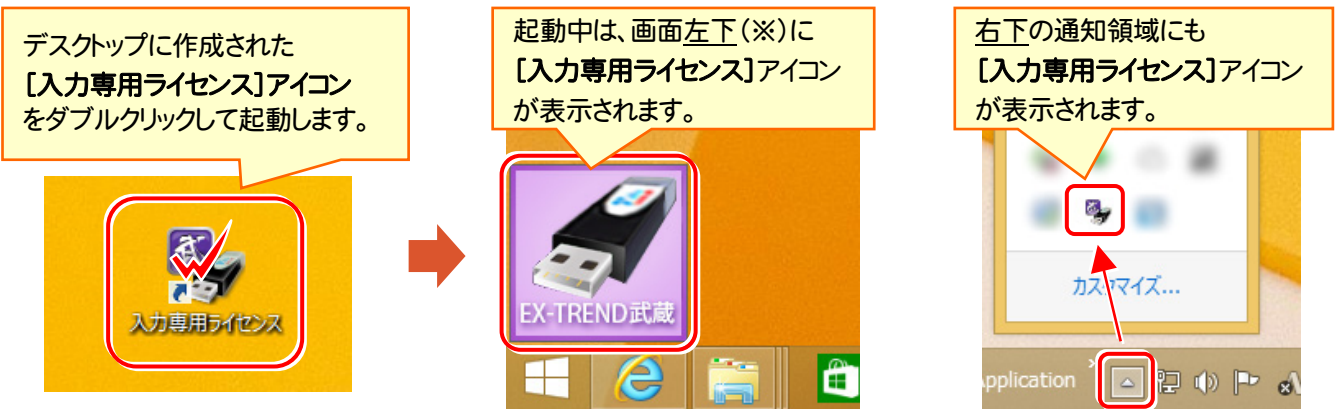 デスクトップに作成された
[入力専用ライセンス]アイコン
をダブルクリックして起動します。
入力専用ライセンス
起動中は、画面左下(※)に
[入力専用ライセンス]アイコン
が表示されます。
EX-TREND武蔵
右下の通知領域にも
[入力専用ライセンス]アイコン
が表示されます。
カスタマイズ...
pplication